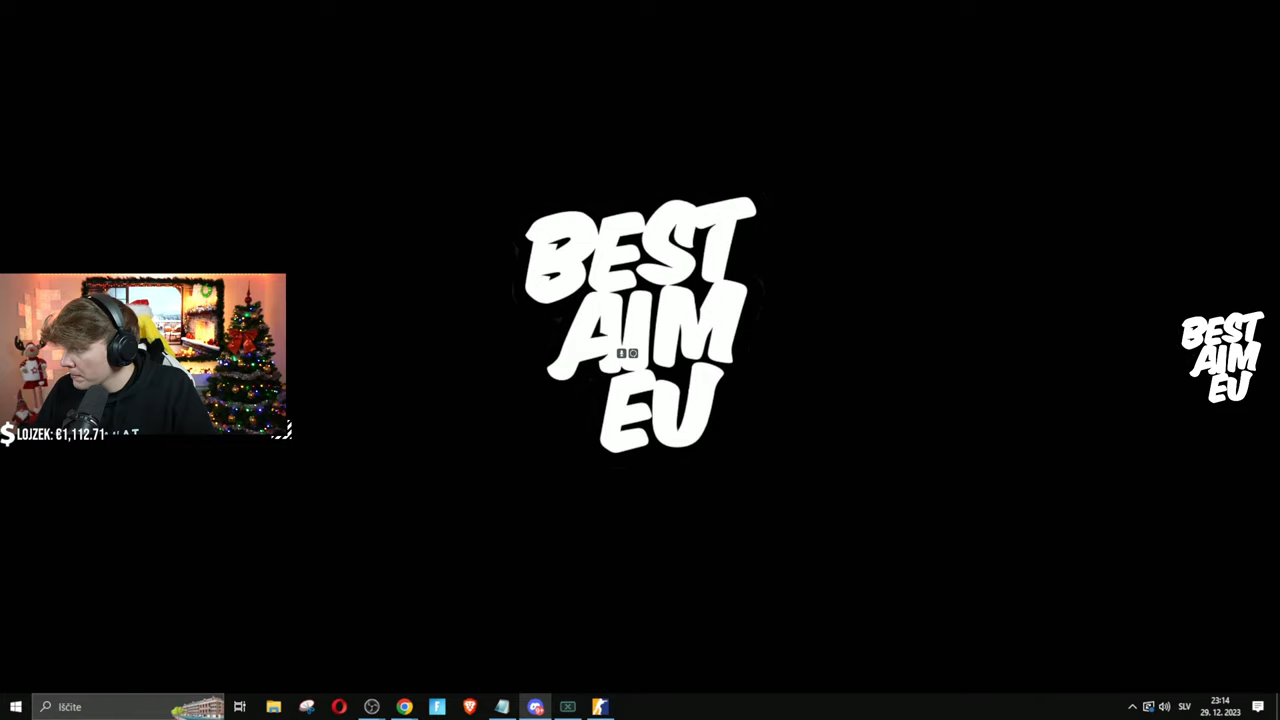 BEST
AIM
EU
BEST
AIM
EU
$ LOJZEK: €1,112.71
Iščite
SLV
23:14
29. 12. 2023